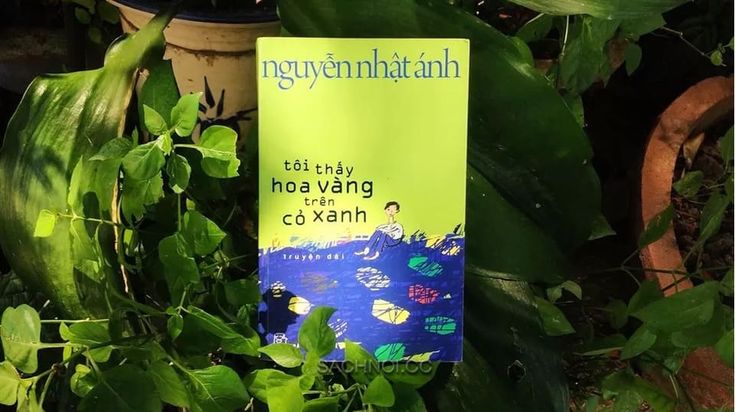 nguyễn nhật ánh
tôi thấy
hoa vàng
trên
cỏ xanh
truyện dài
SACHNOI.CC